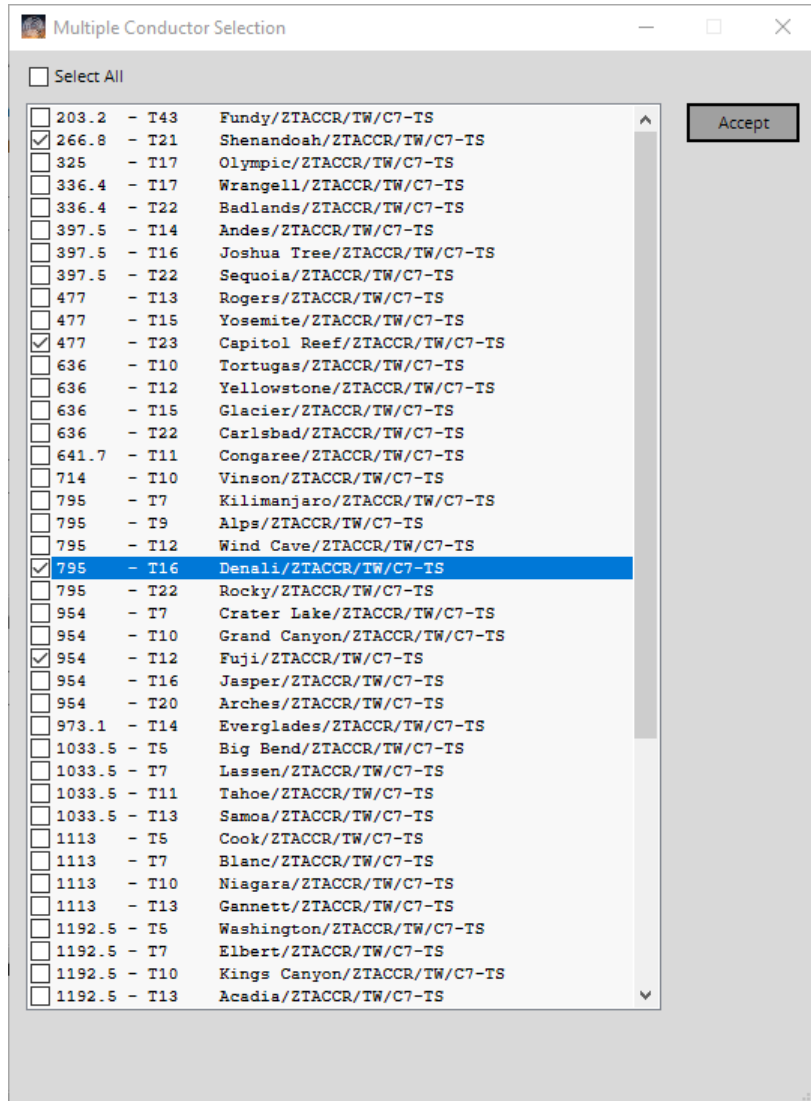 Multiple Conductor Selection
Select All
Accept
203.2 - T43 Fundy/ZTACCR/TW/C7-TS
266.8 - T21 Shenandoah/ZTACCR/TW/C7-TS
325 - T17 Olympic/ZTACCR/TW/C7-TS
336.4 - T17 Wrangell/ZTACCR/TW/C7-TS
336.4 - T22 Badlands/ZTACCR/TW/C7-TS
397.5 - T14 Andes/ZTACCR/TW/C7-TS
397.5 - T16 Joshua Tree/ZTACCR/TW/C7-TS
397.5 - T22 Sequoia/ZTACCR/TW/C7-TS
477 - T13 Rogers/ZTACCR/TW/C7-TS
477 - T15 Yosemite/ZTACCR/TW/C7-TS
477 - T23 Capitol Reef/ZTACCR/TW/C7-TS
636 - T10 Tortugas/ZTACCR/TW/C7-TS
636 - T12 Yellowstone/ZTACCR/TW/C7-TS
636 - T15 Glacier/ZTACCR/TW/C7-TS
636 - T22 Carlsbad/ZTACCR/TW/C7-TS
641.7 - T11 Congaree/ZTACCR/TW/C7-TS
714 - T10 Vinson/ZTACCR/TW/C7-TS
795 - T7 Kilimanjaro/ZTACCR/TW/C7-TS
795 - T9 Alps/ZTACCR/TW/C7-TS
795 - T12 Wind Cave/ZTACCR/TW/C7-TS
795 - T16 Denali/ZTACCR/TW/C7-TS
795 - T22 Rocky/ZTACCR/TW/C7-TS
954 - T7 Crater Lake/ZTACCR/TW/C7-TS
954 - T10 Grand Canyon/ZTACCR/TW/C7-TS
954 - T12 Fuji/ZTACCR/TW/C7-TS
954 - T16 Jasper/ZTACCR/TW/C7-TS
954 - T20 Arches/ZTACCR/TW/C7-TS
973.1 - T14 Everglades/ZTACCR/TW/C7-TS
1033.5 - T5 Big Bend/ZTACCR/TW/C7-TS
1033.5 - T7 Lassen/ZTACCR/TW/C7-TS
1033.5 - T11 Tahoe/ZTACCR/TW/C7-TS
1033.5 - T13 Samoa/ZTACCR/TW/C7-TS
1113 - T5 Cook/ZTACCR/TW/C7-TS
1113 - T7 Blanc/ZTACCR/TW/C7-TS
1113 - T10 Niagara/ZTACCR/TW/C7-TS
1113 - T13 Gannett/ZTACCR/TW/C7-TS
1192.5 - T5 Washington/ZTACCR/TW/C7-TS
1192.5 - T7 Elbert/ZTACCR/TW/C7-TS
1192.5 - T10 Kings Canyon/ZTACCR/TW/C7-TS
1192.5 - T13 Acadia/ZTACCR/TW/C7-TS